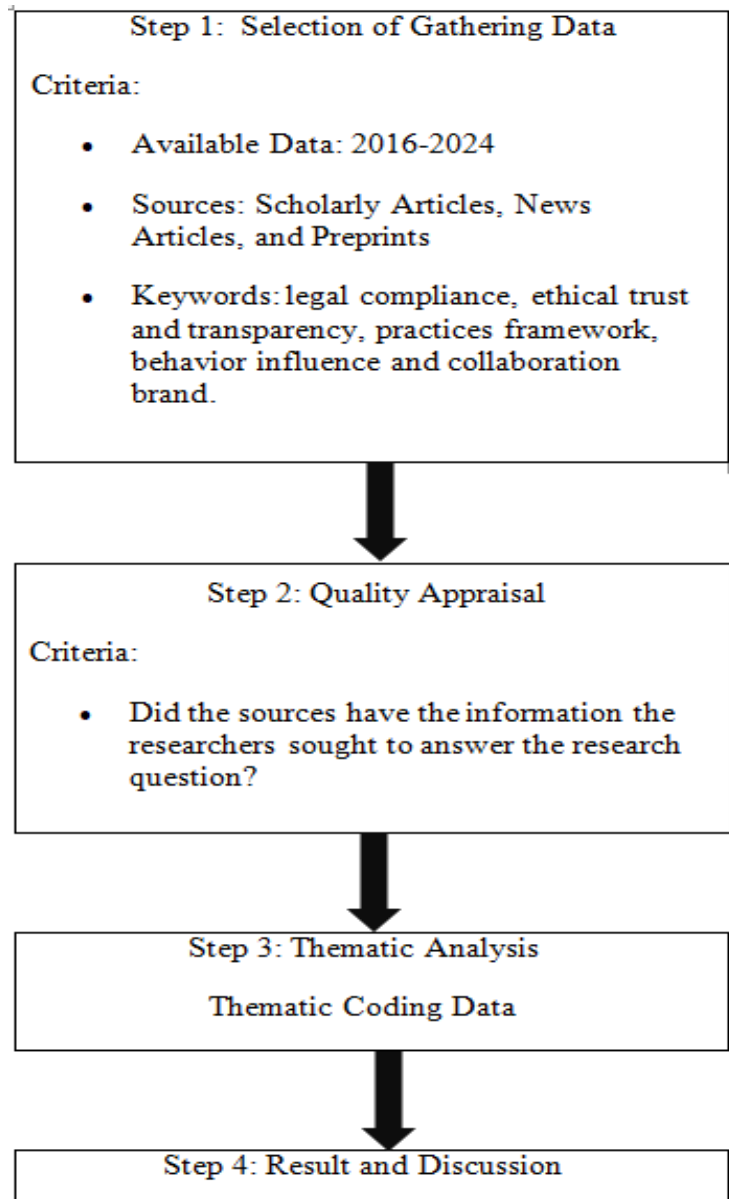 Step 1:  Selection of Gathering Data
Criteria:
• Available Data: 2016-2024
• Sources: Scholarly Articles, News
Articles, and Preprints
• Keywords: legal compliance, ethical trust
and transparency, practices framework,
behavior influence and collaboration
brand.
Step 2: Quality Appraisal
Criteria:
• Did the sources have the information the
researchers sought to answer the research
question?
Step 3: Thematic Analysis
Thematic Coding Data
Step 4: Result and Discussion